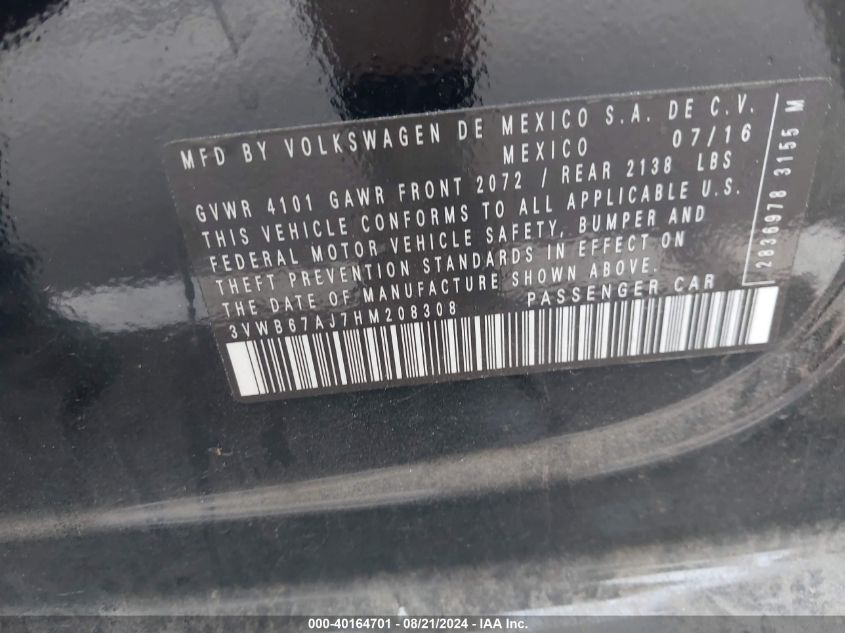 MFD BY VOLKSWAGEN DE MEXICO S.A. DE C.V.
MEXICO 07/16
GVWR 4101 GAWR FRONT 2072 / REAR 2138 LBS
THIS VEHICLE CONFORMS TO ALL APPLICABLE U.S.
FEDERAL MOTOR VEHICLE SAFETY, BUMPER AND
THEFT PREVENTION STANDARDS IN EFFECT ON
THE DATE OF MANUFACTURE SHOWN ABOVE.
3VWB67AJ7HM208308 PASSENGER CAR
2836978 3155 M
000-40164701 - 08/21/2024 - IAA Inc.